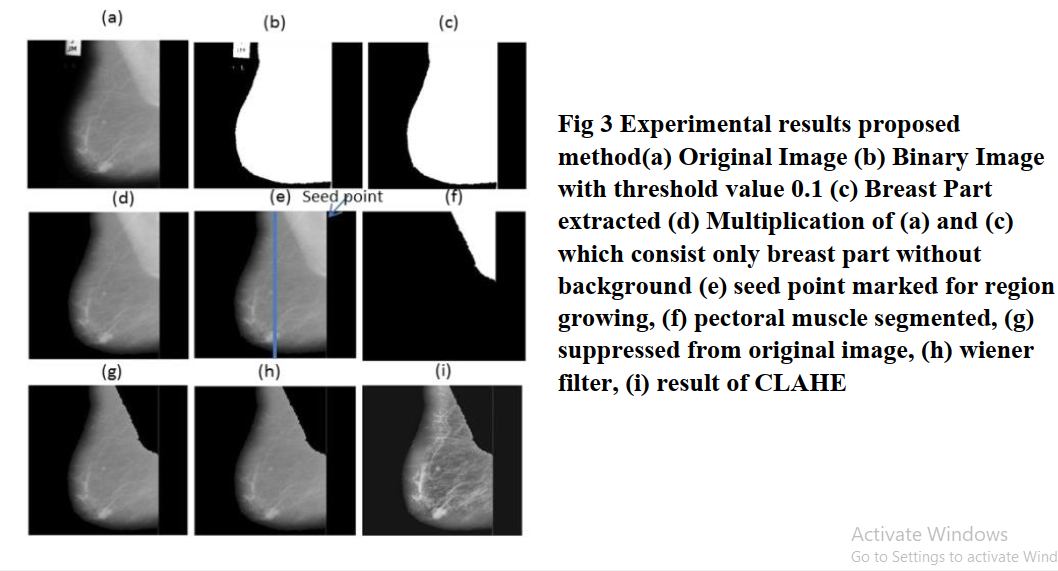 (a)
(b)
(c)
JM
(d)
(e) Seed point
(f)
(g)
(h)
(i)
Fig 3 Experimental results proposed
method(a) Original Image (b) Binary Image
with threshold value 0.1 (c) Breast Part
extracted (d) Multiplication of (a) and (c)
which consist only breast part without
background (e) seed point marked for region
growing, (f) pectoral muscle segmented, (g)
suppressed from original image, (h) wiener
filter, (i) result of CLAHE
Activate Windows
Go to Settings to activate Wind